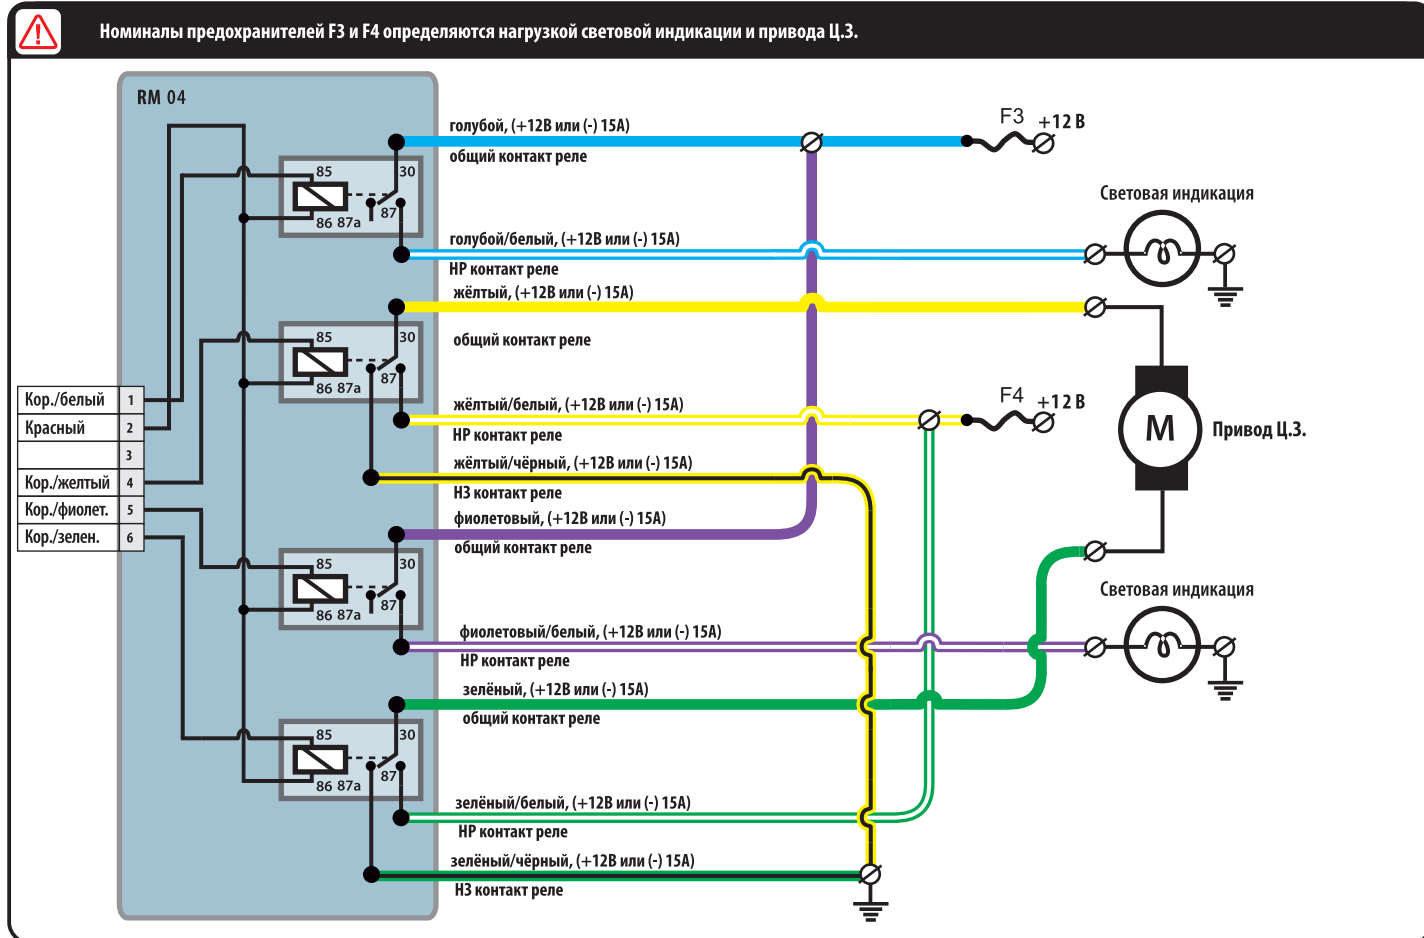 Номиналы предохранителей F3 и F4 определяются нагрузкой световой индикации и привода Ц.З.
RM 04
голубой, (+12В или (-) 15А)
общий контакт реле
F3
+12 В
85
30
86 87a
87
Световая индикация
голубой/белый, (+12В или (-) 15А)
НР контакт реле
жёлтый, (+12В или (-) 15А)
общий контакт реле
85
30
86 87a
87
жёлтый/белый, (+12В или (-) 15А)
НР контакт реле
F4
+12 В
M
Привод Ц.З.
Кор./белый 1
Красный 2
3
Кор./желтый 4
Кор./фиолет. 5
Кор./зелен. 6
жёлтый/чёрный, (+12В или (-) 15А)
НЗ контакт реле
фиолетовый, (+12В или (-) 15А)
общий контакт реле
85
30
86 87a
87
Световая индикация
фиолетовый/белый, (+12В или (-) 15А)
НР контакт реле
зелёный, (+12В или (-) 15А)
общий контакт реле
85
30
86 87a
87
зелёный/белый, (+12В или (-) 15А)
НР контакт реле
зелёный/чёрный, (+12В или (-) 15А)
НЗ контакт реле